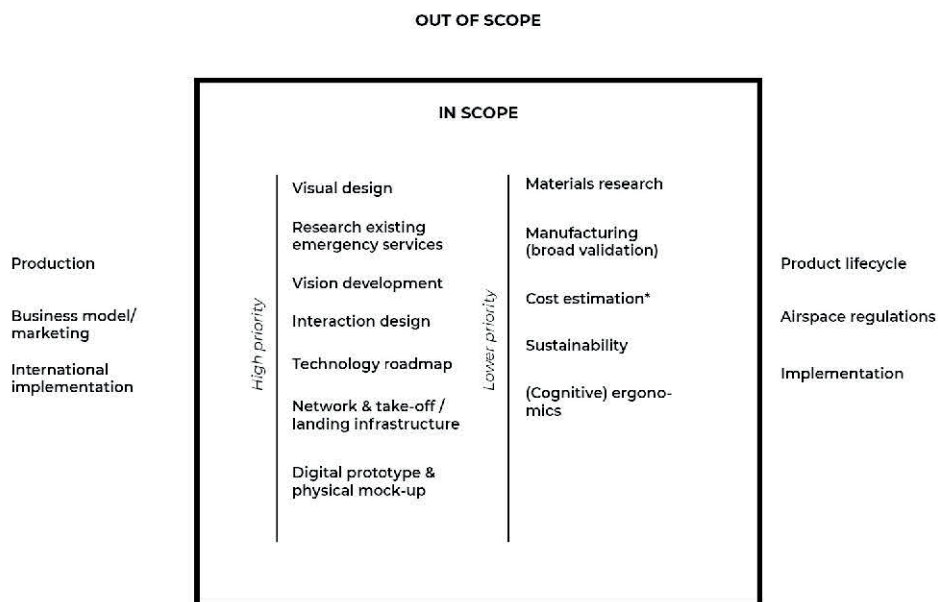 OUT OF SCOPE
IN SCOPE
Production
Business model/
marketing
International
implementation
High priority
Visual design
Research existing
emergency services
Vision development
Interaction design
Technology roadmap
Network & take-off /
landing infrastructure
Digital prototype &
physical mock-up
Lower priority
Materials research
Manufacturing
(broad validation)
Cost estimation*
Sustainability
(Cognitive) ergono-
mics
Product lifecycle
Airspace regulations
Implementation